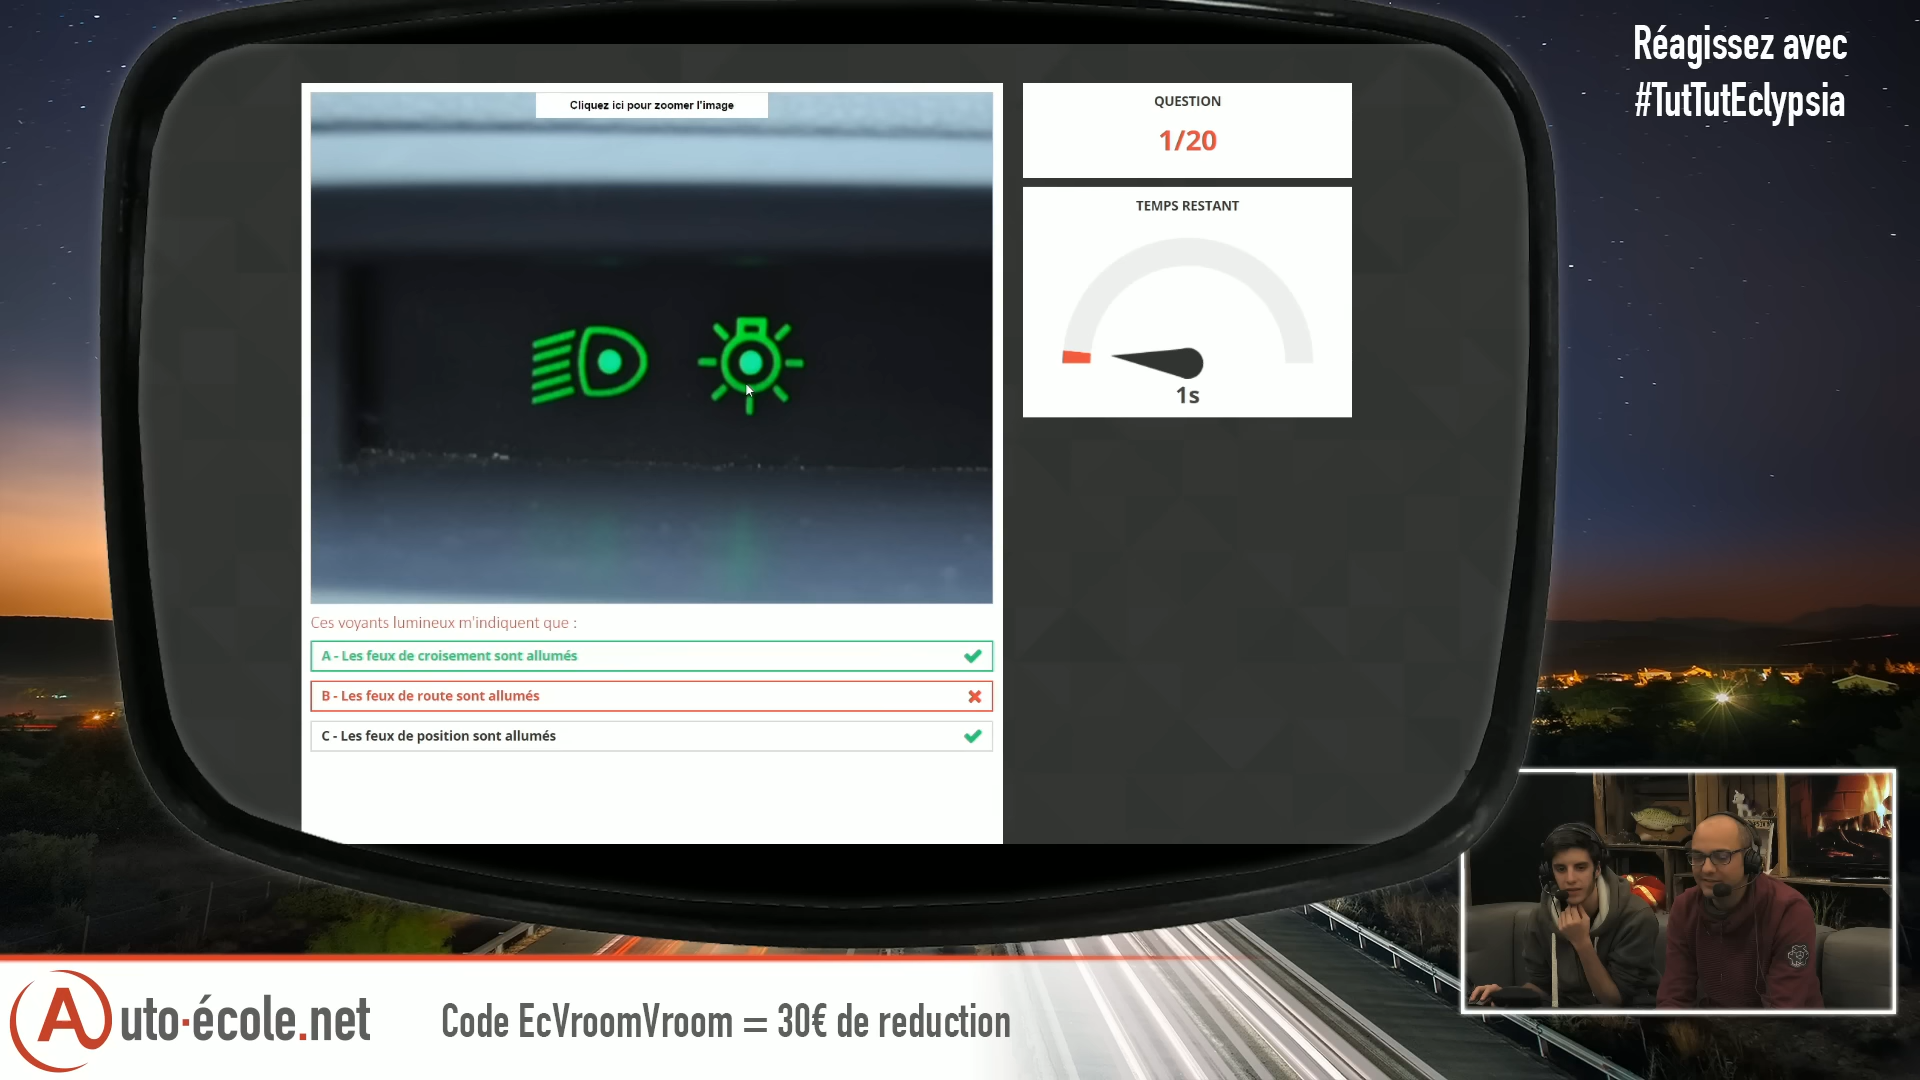 Réagissez avec
#TutTutEclypsia
Cliquez ici pour zoomer l'image
QUESTION
1/20
TEMPS RESTANT
1s
Ces voyants lumineux m'indiquent que :
A - Les feux de croisement sont allumés
B - Les feux de route sont allumés
C - Les feux de position sont allumés
Auto·école.net
Code EcVroomVroom = 30€ de reduction